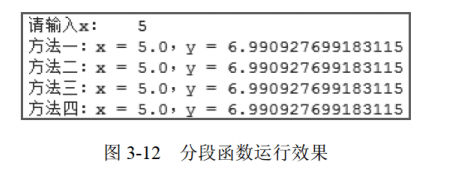 请输入x:    5
方法一: x = 5.0, y = 6.990927699183115
方法二: x = 5.0, y = 6.990927699183115
方法三: x = 5.0, y = 6.990927699183115
方法四: x = 5.0, y = 6.990927699183115
图 3-12 分段函数运行效果